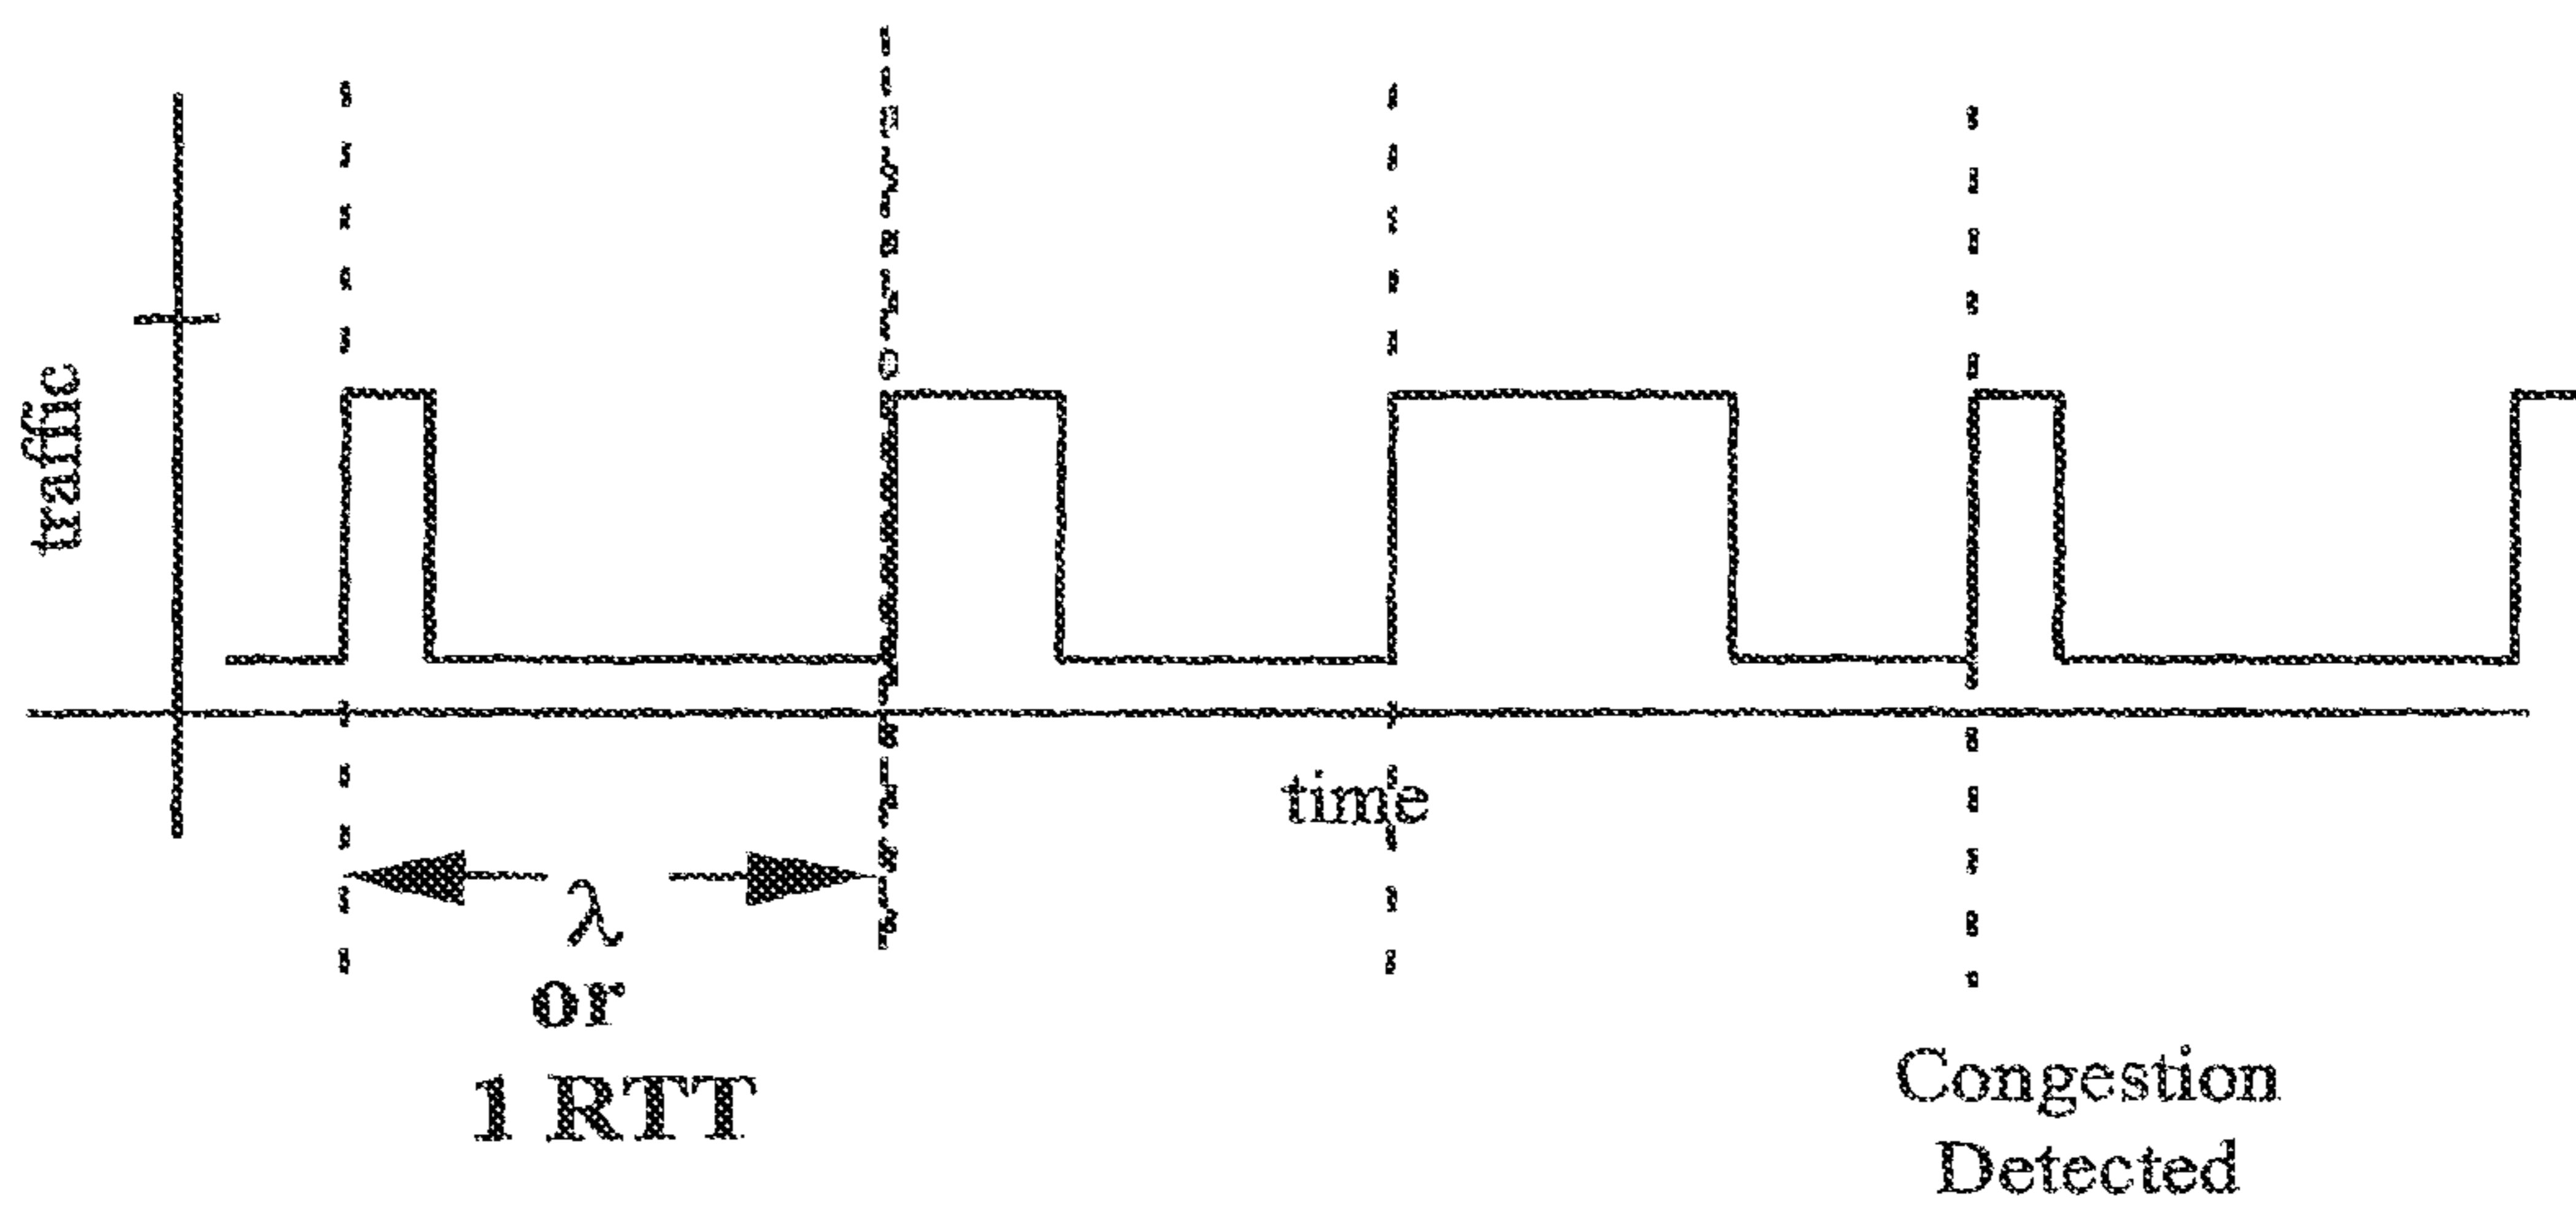 traffic
time
λ
or
1 RTT
Congestion
Detected